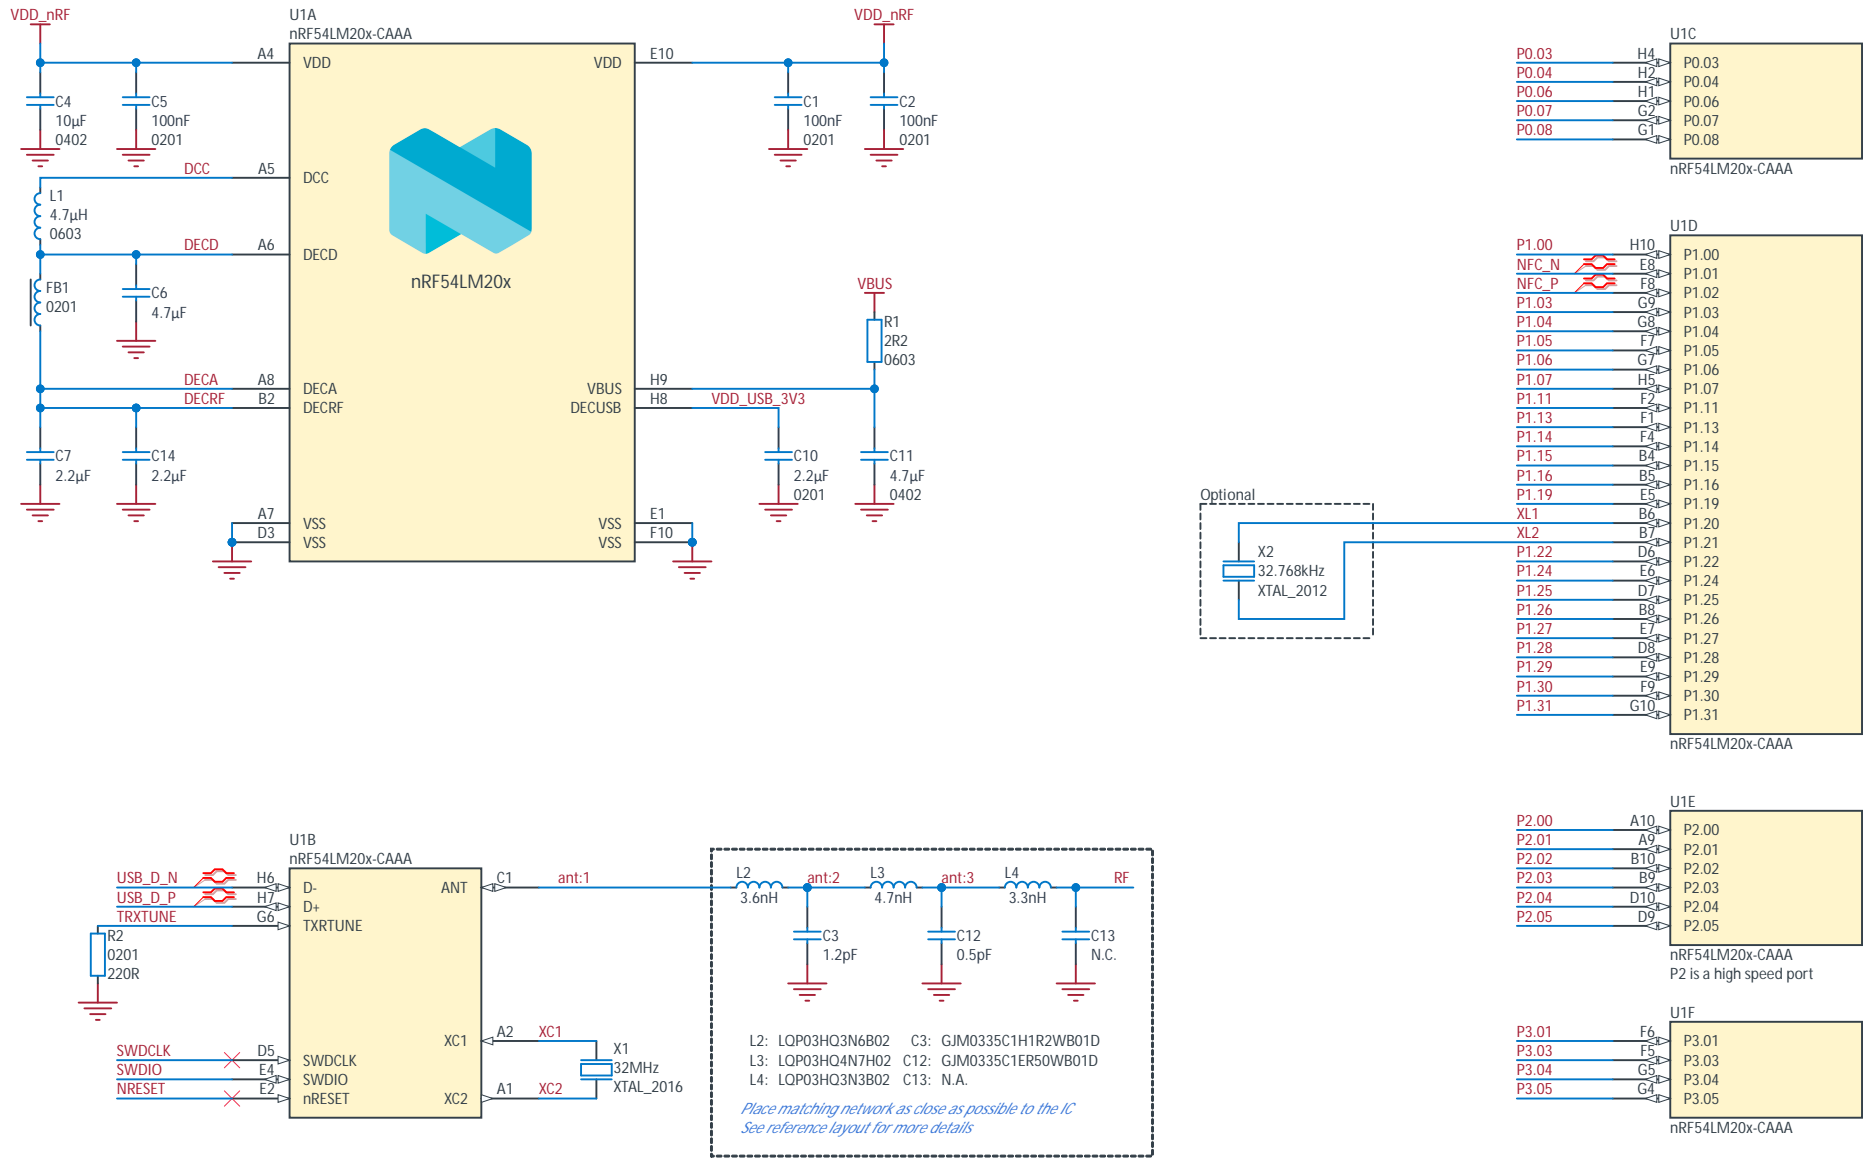 VDD_nRF
U1A
nRF54LM20x-CAAA
VDD_nRF
A4
VDD
VDD
E10
C4
10µF
0402
C5
100nF
0201
C1
100nF
0201
C2
100nF
0201
DCC
A5
DCC
L1
4.7µH
0603
DECD
A6
DECD
nRF54LM20x
FB1
0201
C6
4.7µF
VBUS
R1
2R2
0603
DECA
A8
DECA
VBUS
H9
DECRF
B2
DECRF
DECUSB
H8
VDD_USB_3V3
C7
2.2µF
C14
2.2µF
C10
2.2µF
0201
C11
4.7µF
0402
A7
VSS
VSS
E1
D3
VSS
VSS
F10
U1C
P0.03 H4 P0.03
P0.04 H2 P0.04
P0.06 H1 P0.06
P0.07 G2 P0.07
P0.08 G1 P0.08
nRF54LM20x-CAAA
U1D
P1.00 H10 P1.00
NFC_N E8 P1.01
NFC_P F8 P1.02
P1.03 G9 P1.03
P1.04 G8 P1.04
P1.05 F7 P1.05
P1.06 G7 P1.06
P1.07 H5 P1.07
P1.11 F2 P1.11
P1.13 F1 P1.13
P1.14 F4 P1.14
P1.15 B4 P1.15
P1.16 B5 P1.16
P1.19 E5 P1.19
XL1 B6 P1.20
XL2 B7 P1.21
P1.22 D6 P1.22
P1.24 E6 P1.24
P1.25 D7 P1.25
P1.26 B8 P1.26
P1.27 E7 P1.27
P1.28 D8 P1.28
P1.29 E9 P1.29
P1.30 F9 P1.30
P1.31 G10 P1.31
nRF54LM20x-CAAA
Optional
X2
32.768kHz
XTAL_2012
U1B
nRF54LM20x-CAAA
USB_D_N H6 D-
USB_D_P H7 D+
TRXTUNE G6 TXRTUNE
R2
0201
220R
SWDCLK D5 SWDCLK
SWDIO E4 SWDIO
NRESET E2 nRESET
ANT C1 ant:1
XC1 A2 XC1
XC2 A1 XC2
X1
32MHz
XTAL_2016
L2
3.6nH
ant:2
L3
4.7nH
ant:3
L4
3.3nH
RF
C3
1.2pF
C12
0.5pF
C13
N.C.
L2: LQP03HQ3N6B02 C3: GJM0335C1H1R2WB01D
L3: LQP03HQ4N7H02 C12: GJM0335C1ER50WB01D
L4: LQP03HQ3N3B02 C13: N.A.
Place matching network as close as possible to the IC
See reference layout for more details
U1E
P2.00 A10 P2.00
P2.01 A9 P2.01
P2.02 B10 P2.02
P2.03 B9 P2.03
P2.04 D10 P2.04
P2.05 D9 P2.05
nRF54LM20x-CAAA
P2 is a high speed port
U1F
P3.01 F6 P3.01
P3.03 F5 P3.03
P3.04 G5 P3.04
P3.05 G4 P3.05
nRF54LM20x-CAAA